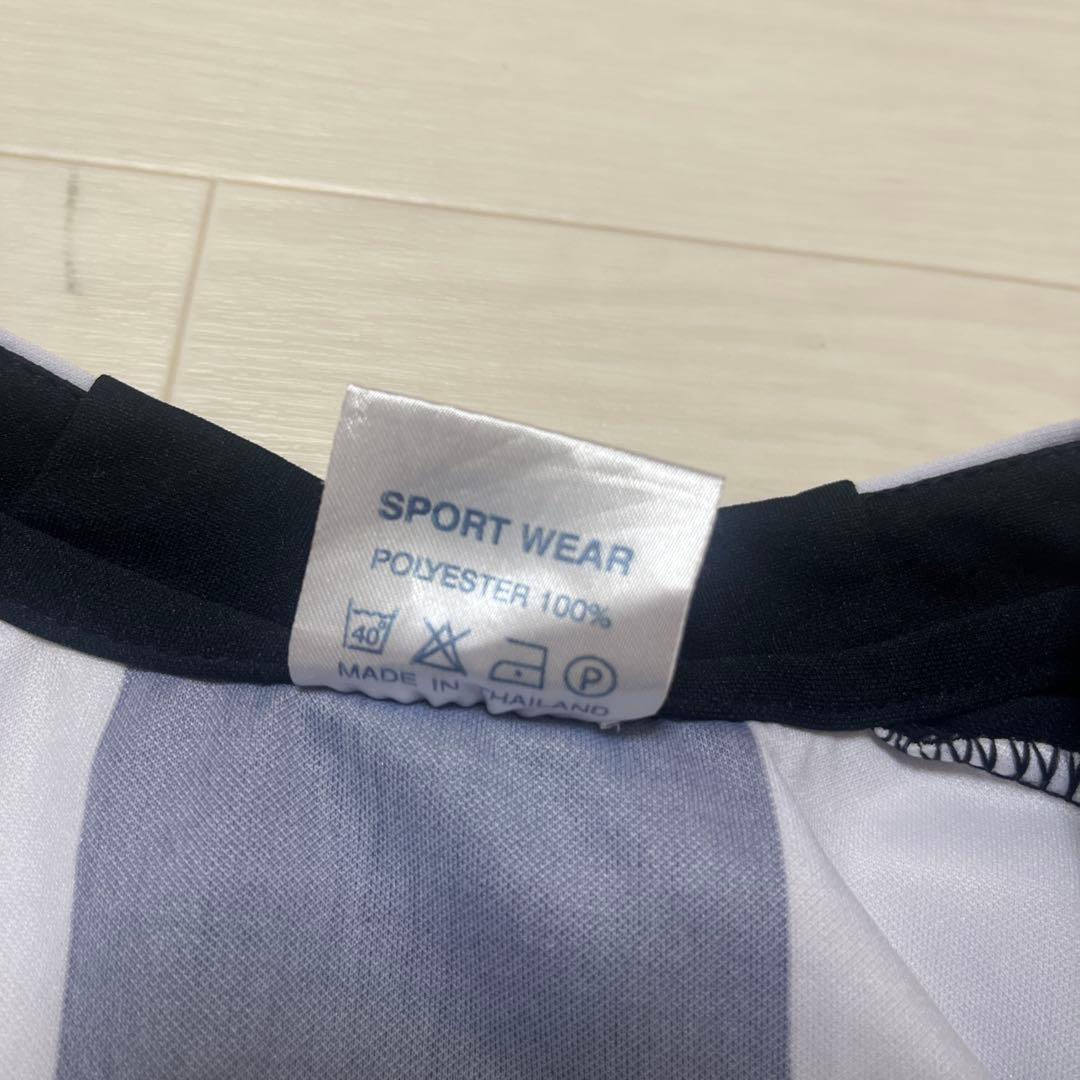 SPORT WEAR
POLYESTER 100%
40° P
MADE IN THAILAND